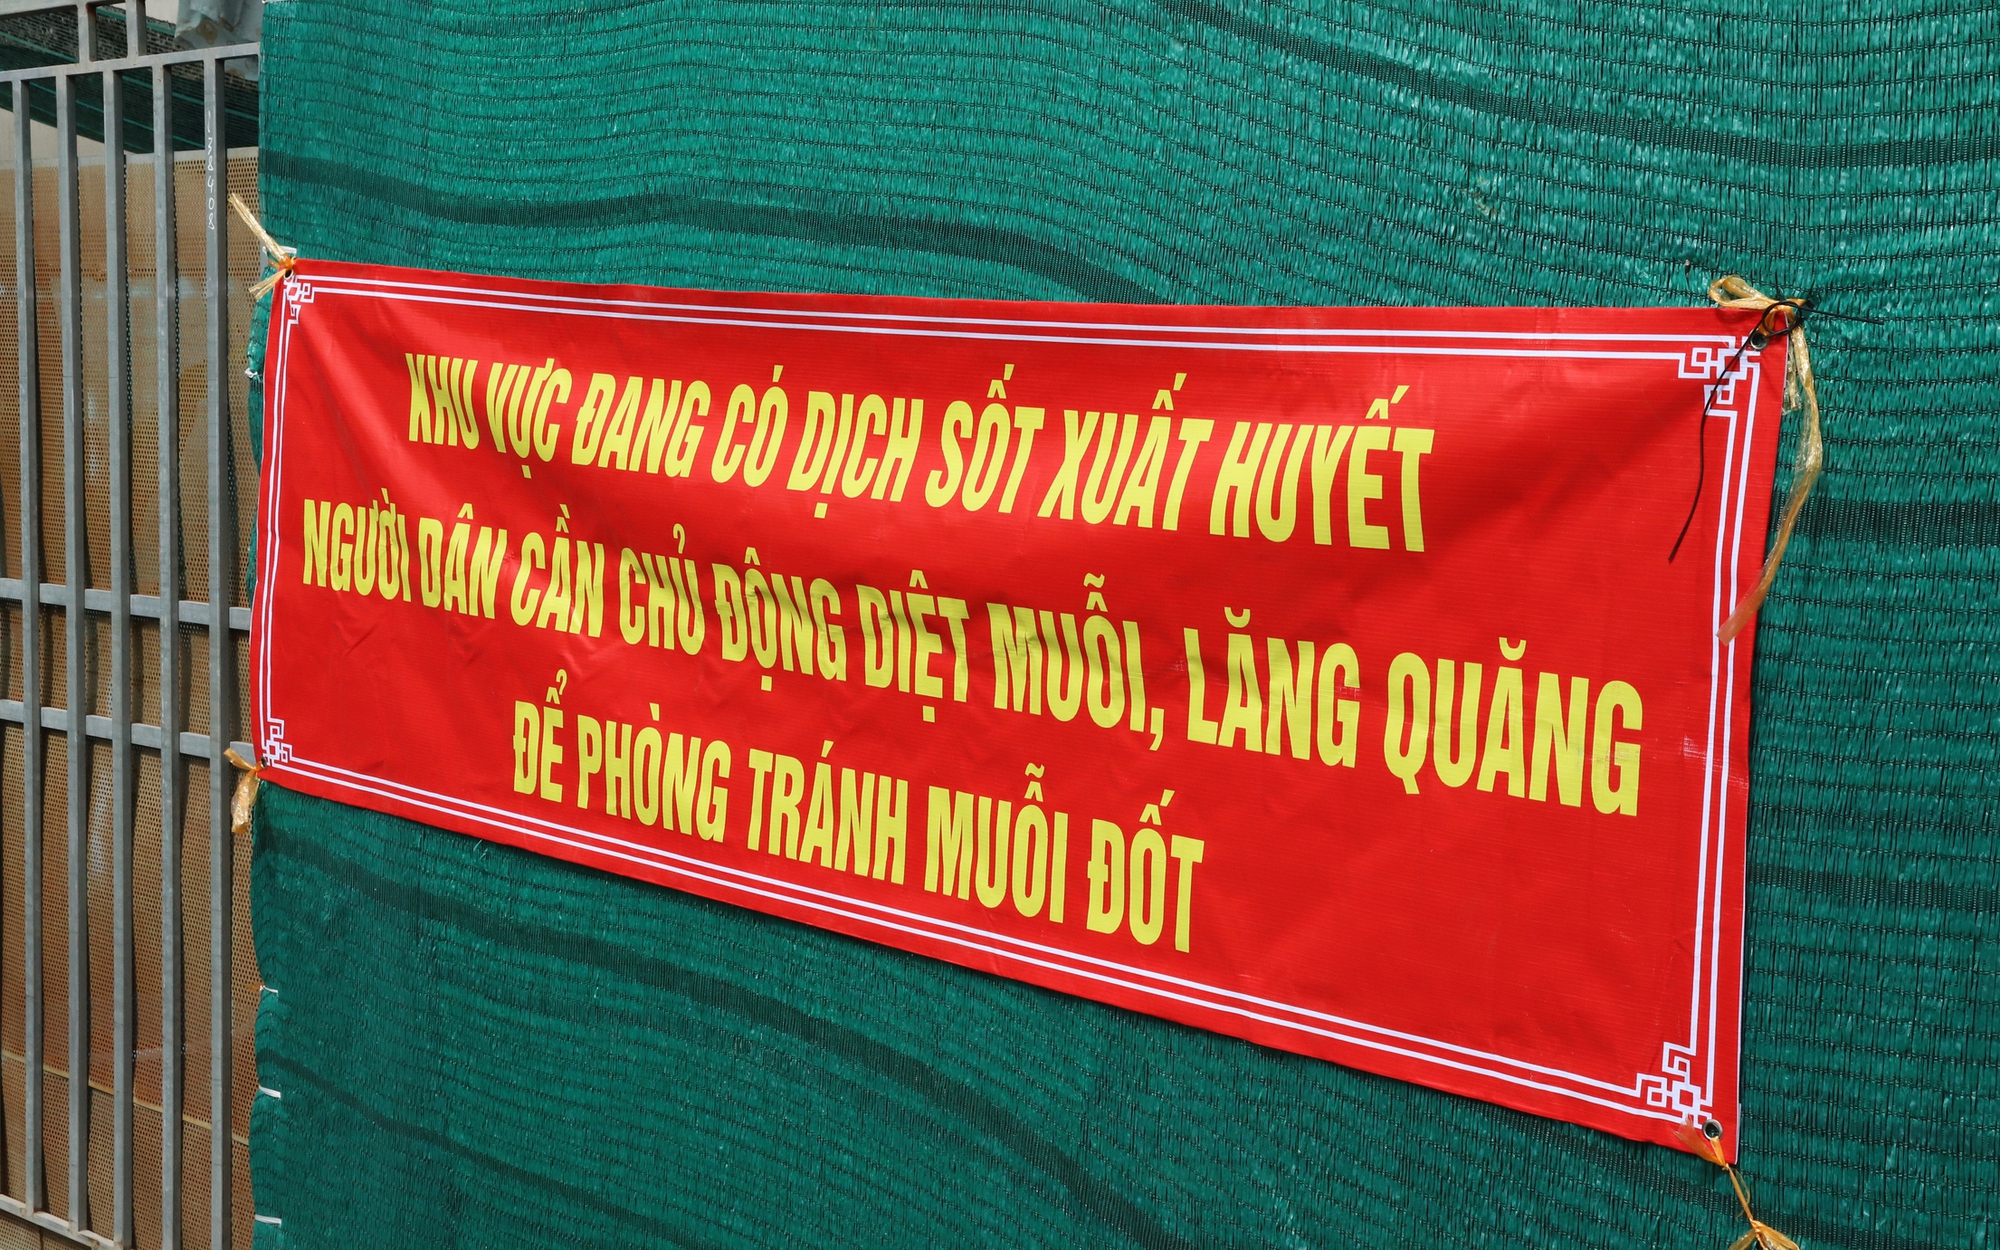 KHU VỰC ĐANG CÓ DỊCH SỐT XUẤT HUYẾT
NGƯỜI DÂN CẦN CHỦ ĐỘNG DIỆT MUỖI, LĂNG QUĂNG
ĐỂ PHÒNG TRÁNH MUỖI ĐỐT